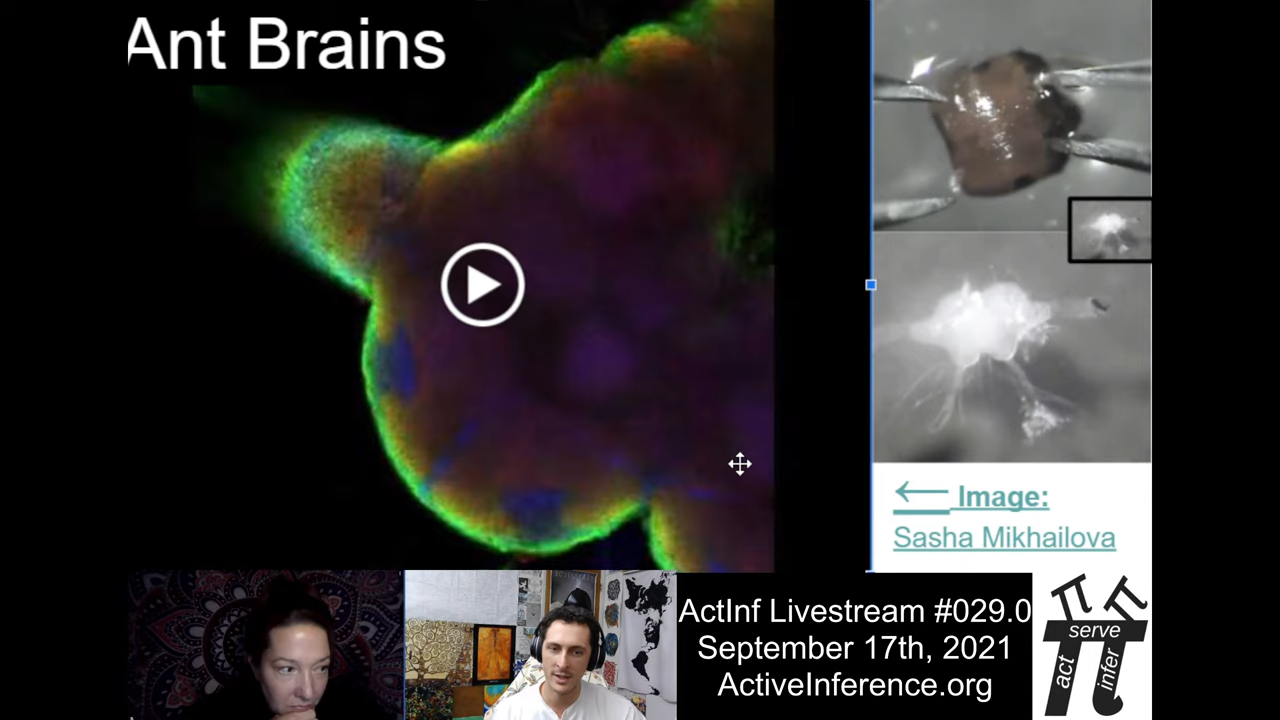 Ant Brains
← Image:
Sasha Mikhailova
ActInf Livestream #029.0
September 17th, 2021
ActiveInference.org
serve
act
infer